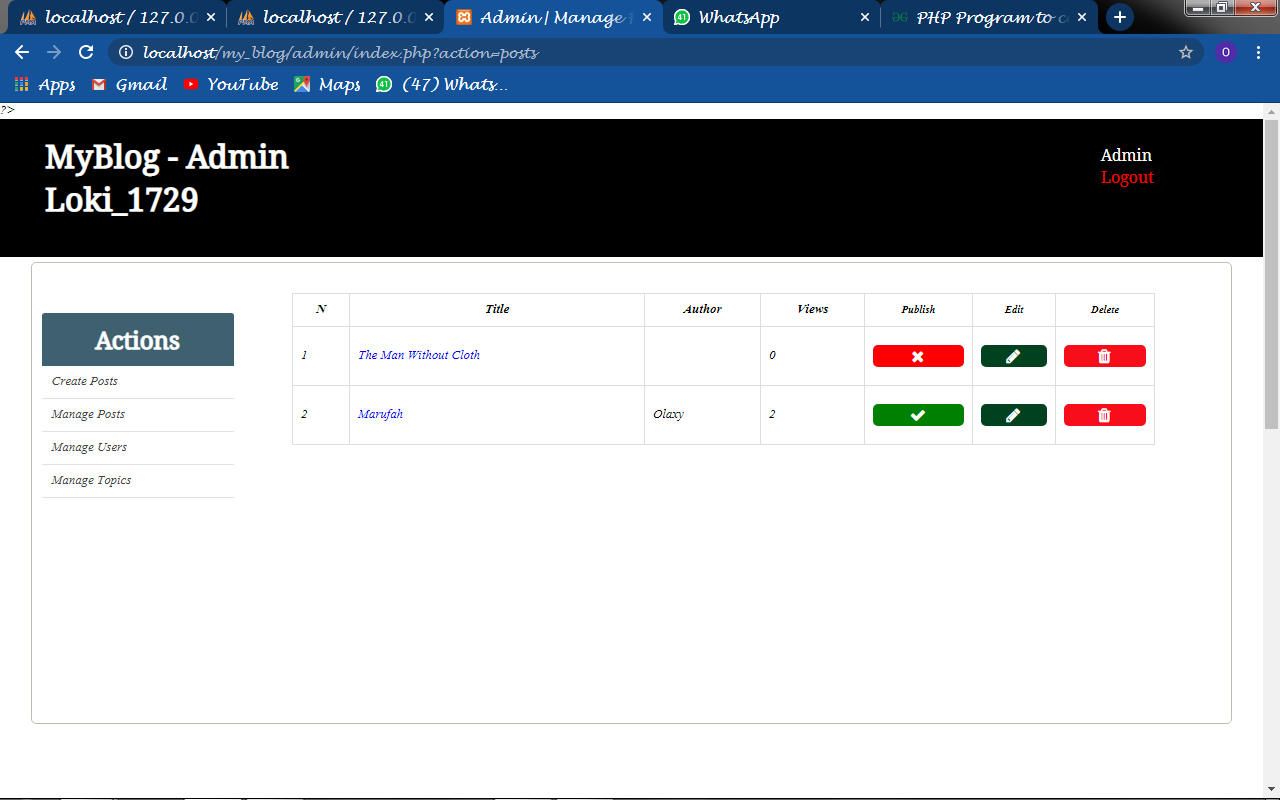 localhost / 127.0.0
localhost / 127.0.0
Admin | Manage
WhatsApp
PHP Program to c
localhost/my_blog/admin/index.php?action=posts
O
Apps
Gmail
YouTube
Maps
41
(47) Whats...
?>
MyBlog - Admin
Loki_1729
Admin
Logout
Actions
Create Posts
Manage Posts
Manage Users
Manage Topics
N Title Author Views Publish Edit Delete
1 The Man Without Cloth 0
2 Marufah Olaxy 2